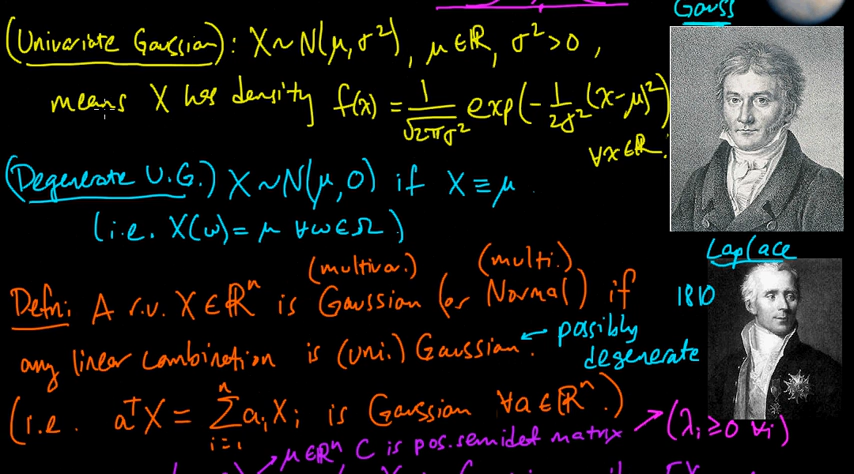 Gauss
(Univariate Gaussian): X~N(μ,σ²), μ∈ℝ, σ²>0,
means X has density f(x) = 1/√(2πσ²) exp(-1/(2σ²)(x-μ)²)
∀x∈ℝ.
(Degenerate U.G.) X~N(μ,0) if X≡μ.
(i.e. X(ω)=μ ∀ω∈Ω.)
Laplace
1810
(multivar.) (multi.)
Defn: A r.v. X∈ℝⁿ is Gaussian (or Normal) if
any linear combination is (uni.) Gaussian. ← possibly
degenerate
(i.e. aᵀX = Σᵢ₌₁ⁿ aᵢXᵢ is Gaussian ∀a∈ℝⁿ.)
↗ μ∈ℝⁿ C is pos. semidef matrix ↗ (λᵢ≥0 ∀i)